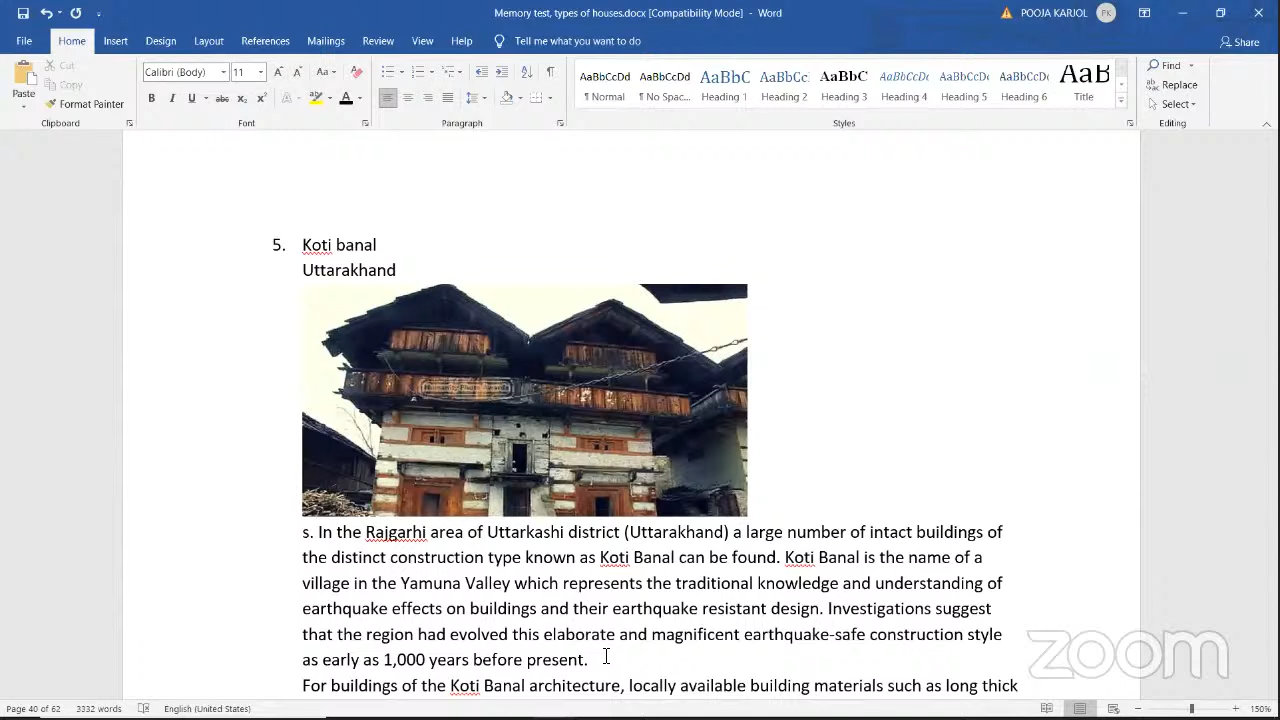 Memory test, types of houses.docx [Compatibility Mode] - Word
POOJA KARJOL
PK
File Home Insert Design Layout References Mailings Review View Help Tell me what you want to do
Share
Paste
Cut
Copy
Format Painter
Clipboard
Calibri (Body) 11
B I U abc x₂ x²
Font
Paragraph
AaBbCcDd AaBbCcDd AaBbC AaBbCc. AaBbC AaBbCcDc AaBbCcDd AaBbCcDc AaB
¶ Normal ¶ No Spac... Heading 1 Heading 2 Heading 3 Heading 4 Heading 5 Heading 6 Title
Styles
Find
Replace
Select
Editing
5. Koti banal
Uttarakhand
s. In the Rajgarhi area of Uttarkashi district (Uttarakhand) a large number of intact buildings of
the distinct construction type known as Koti Banal can be found. Koti Banal is the name of a
village in the Yamuna Valley which represents the traditional knowledge and understanding of
earthquake effects on buildings and their earthquake resistant design. Investigations suggest
that the region had evolved this elaborate and magnificent earthquake-safe construction style
as early as 1,000 years before present.
For buildings of the Koti Banal architecture, locally available building materials such as long thick
zoom
Page 40 of 62 3332 words English (United States)
150%